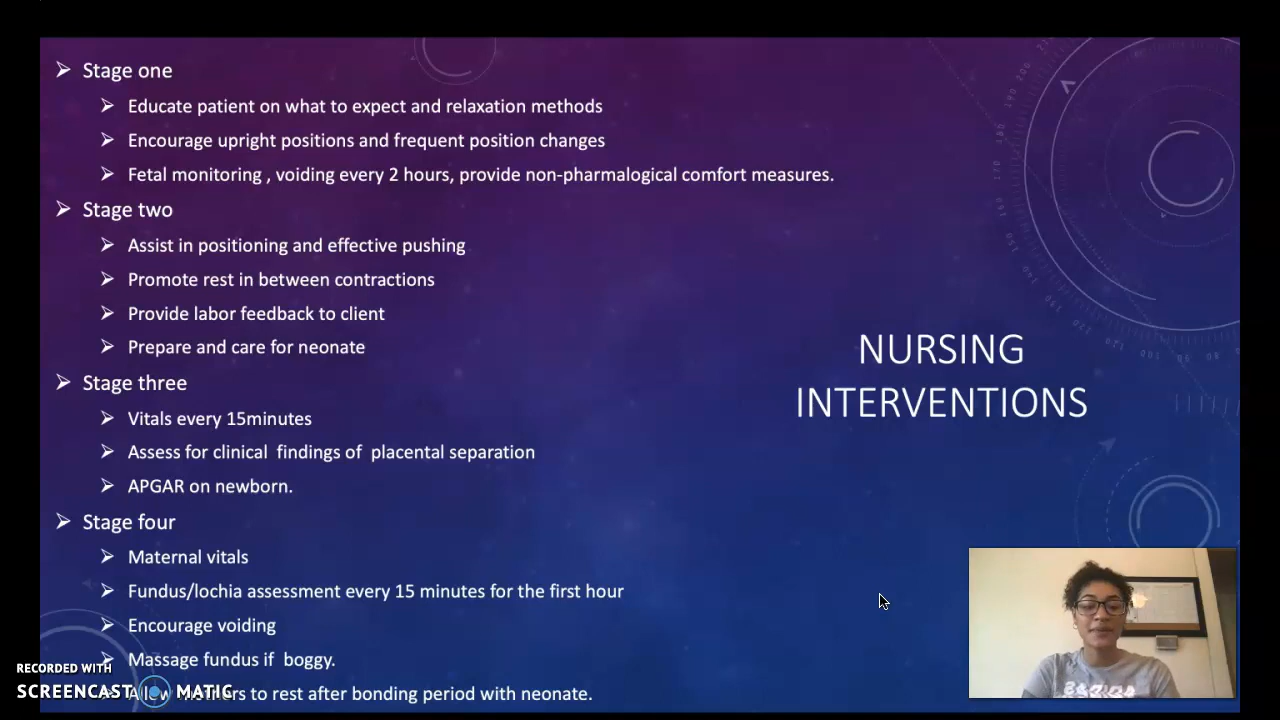 Stage one
Educate patient on what to expect and relaxation methods
Encourage upright positions and frequent position changes
Fetal monitoring , voiding every 2 hours, provide non-pharmalogical comfort measures.
Stage two
Assist in positioning and effective pushing
Promote rest in between contractions
Provide labor feedback to client
Prepare and care for neonate
Stage three
Vitals every 15minutes
Assess for clinical findings of placental separation
APGAR on newborn.
Stage four
Maternal vitals
Fundus/lochia assessment every 15 minutes for the first hour
Encourage voiding
Massage fundus if boggy.
Allow mothers to rest after bonding period with neonate.
NURSING
INTERVENTIONS
RECORDED WITH
SCREENCAST MATIC